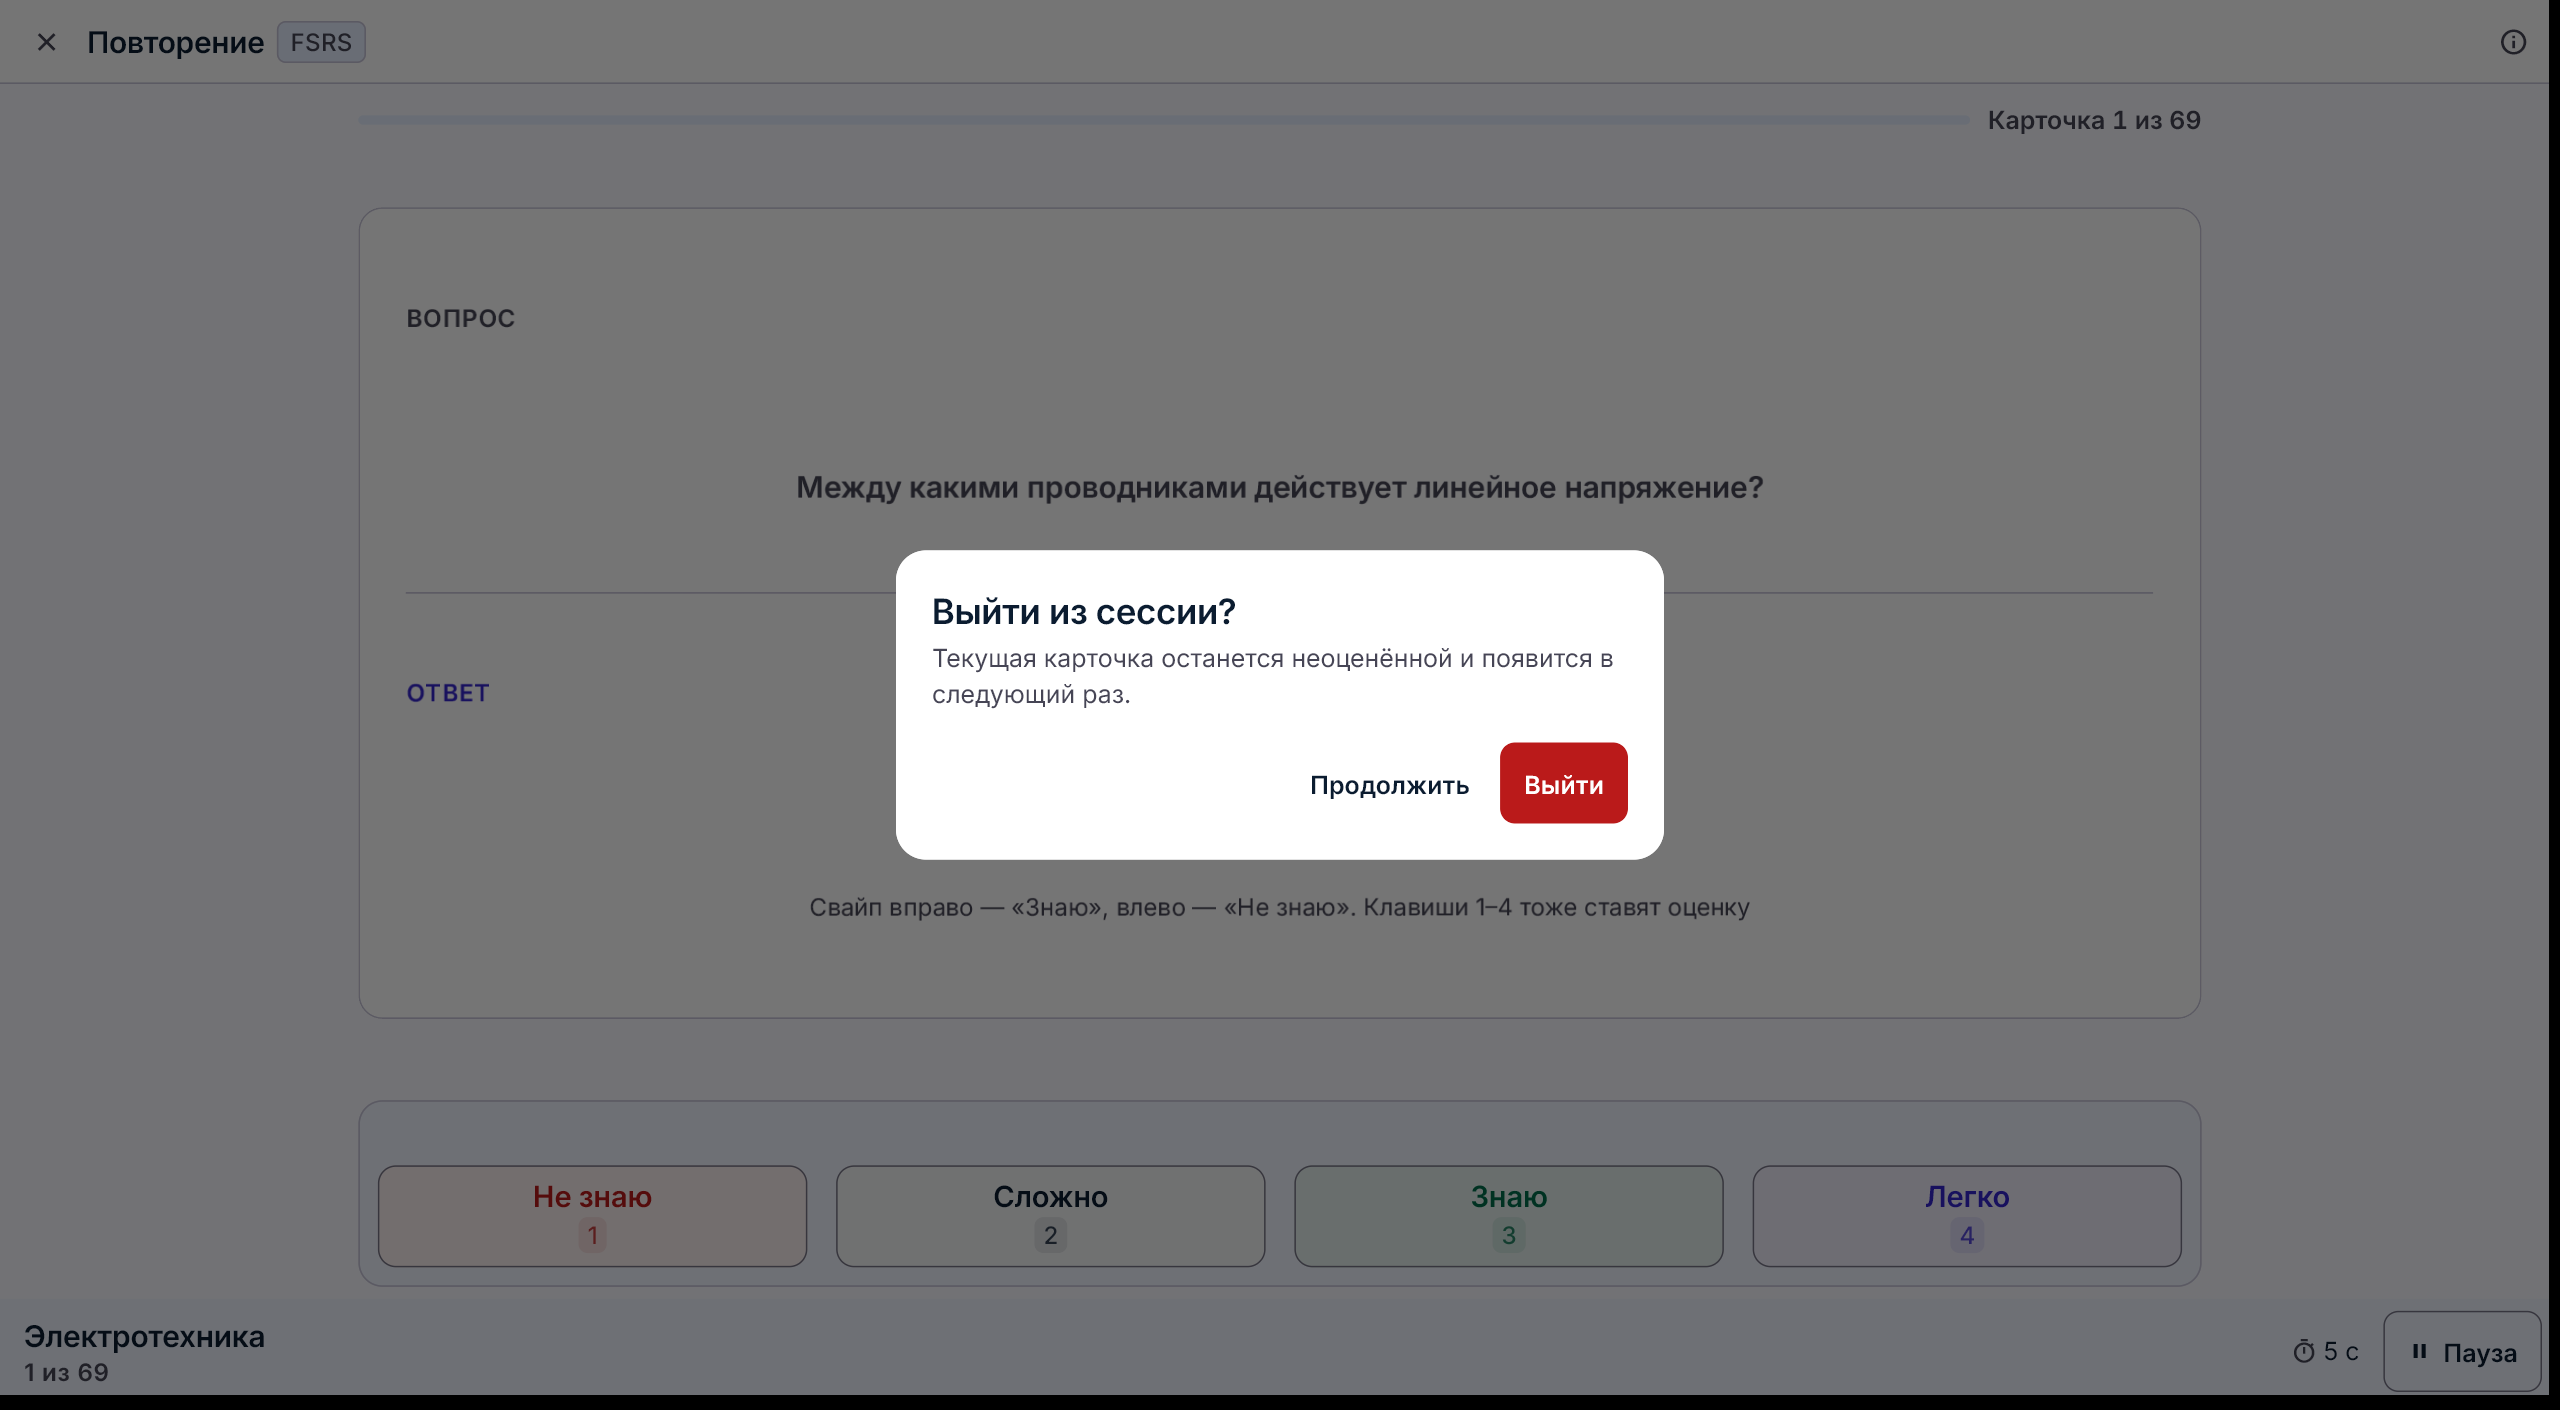 Повторение FSRS
Карточка 1 из 69
ВОПРОС
Между какими проводниками действует линейное напряжение?
Выйти из сессии?
Текущая карточка останется неоценённой и появится в
следующий раз.
Продолжить Выйти
ОТВЕТ
Свайп вправо — «Знаю», влево — «Не знаю». Клавиши 1–4 тоже ставят оценку
Не знаю
1
Сложно
2
Знаю
3
Легко
4
Электротехника
1 из 69
5 с
Пауза